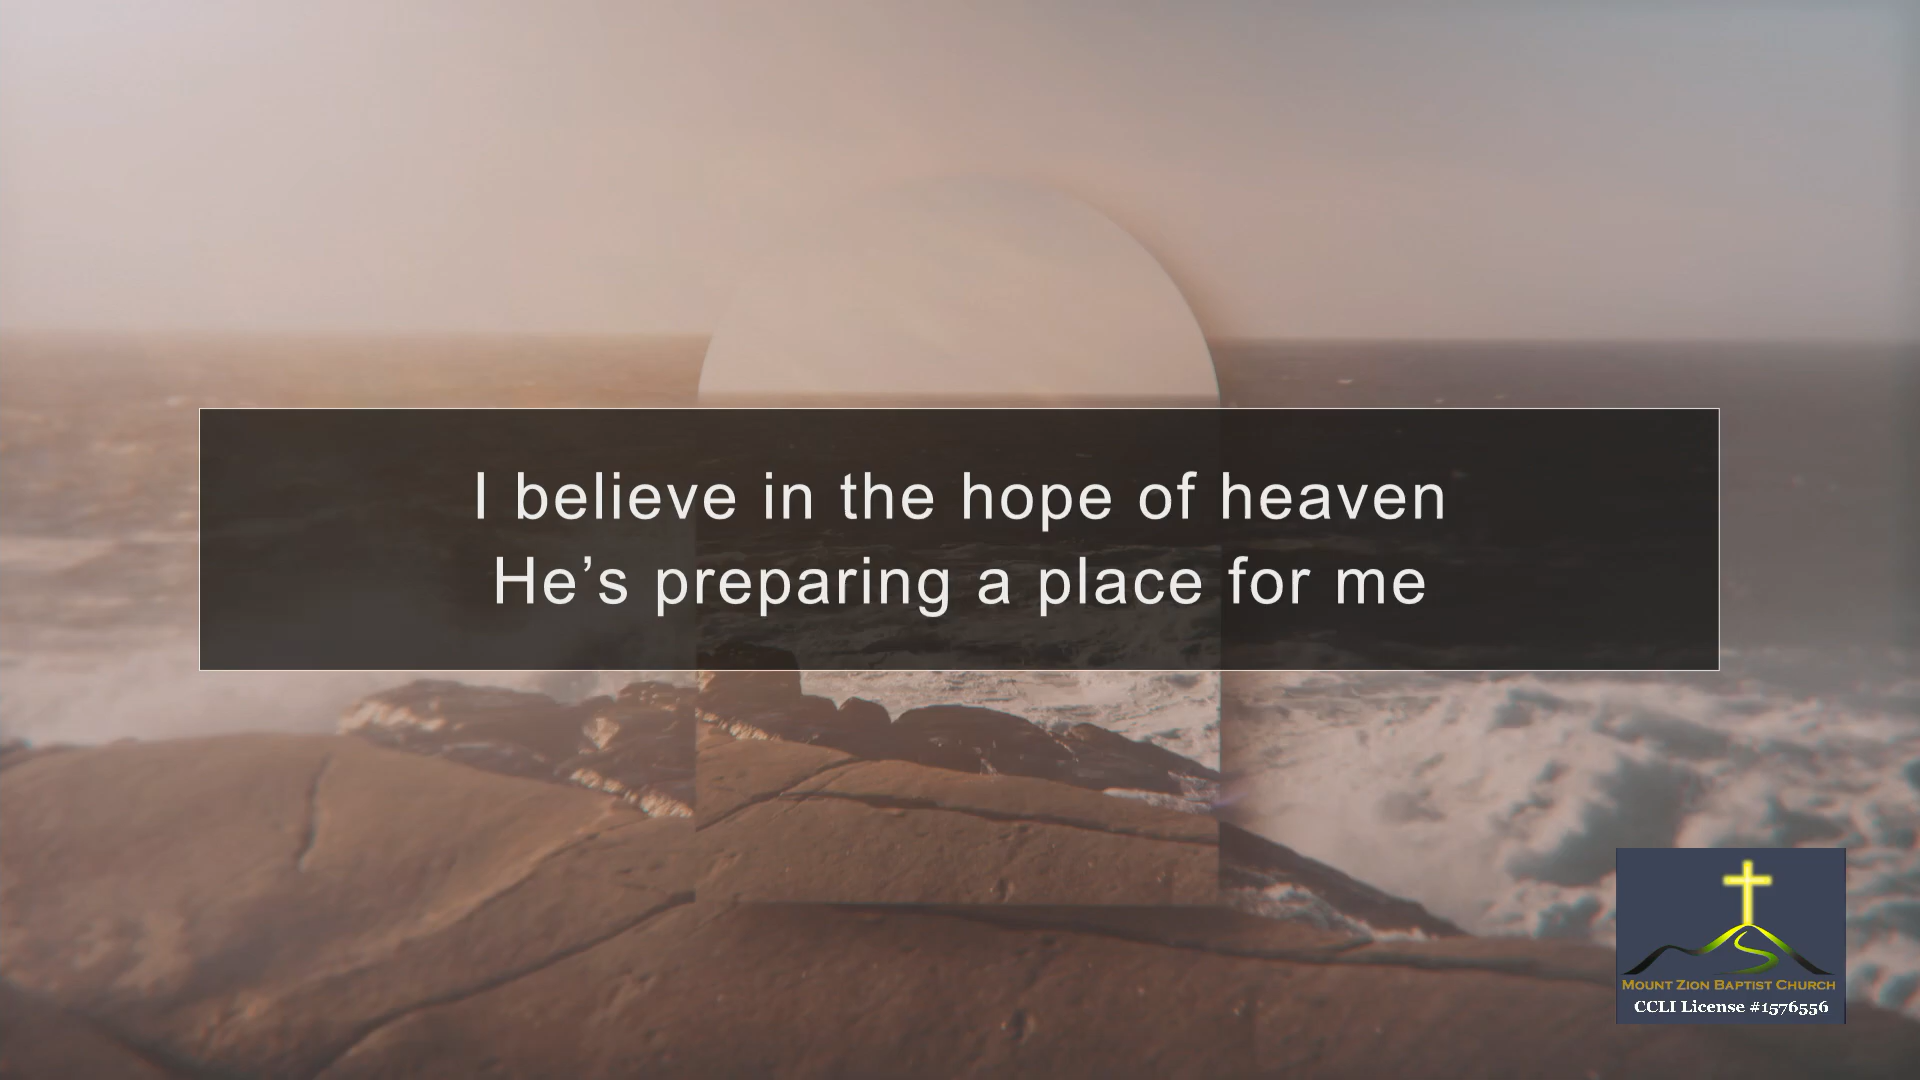 I believe in the hope of heaven
He’s preparing a place for me
Mount Zion Baptist Church
CCLI License #1576556